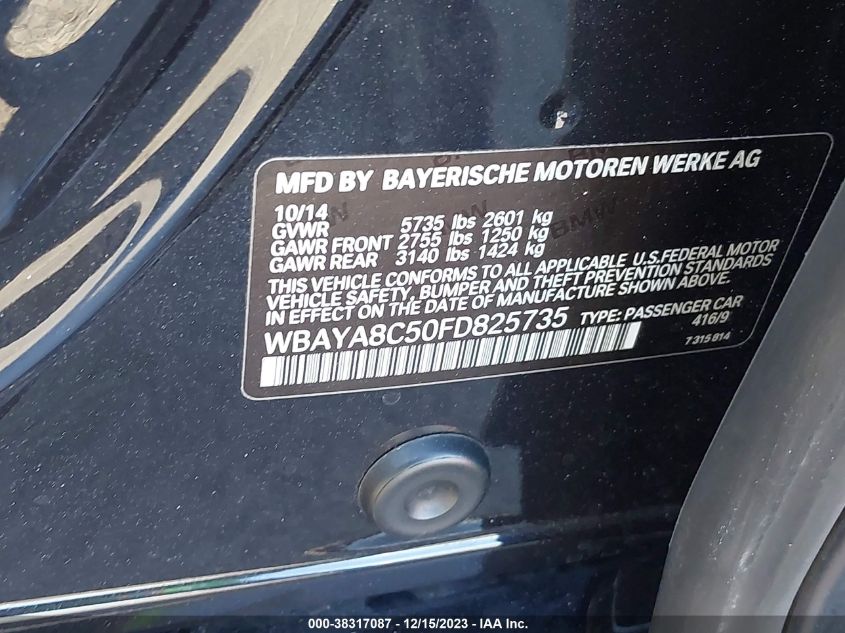 MFD BY BAYERISCHE MOTOREN WERKE AG
10/14
GVWR 5735 lbs 2601 kg
GAWR FRONT 2755 lbs 1250 kg
GAWR REAR 3140 lbs 1424 kg
THIS VEHICLE CONFORMS TO ALL APPLICABLE U.S.FEDERAL MOTOR
VEHICLE SAFETY, BUMPER AND THEFT PREVENTION STANDARDS
IN EFFECT ON THE DATE OF MANUFACTURE SHOWN ABOVE.
WBAYA8C50FD825735 TYPE: PASSENGER CAR
416/9
7315814
000-38317087 - 12/15/2023 - IAA, Inc.